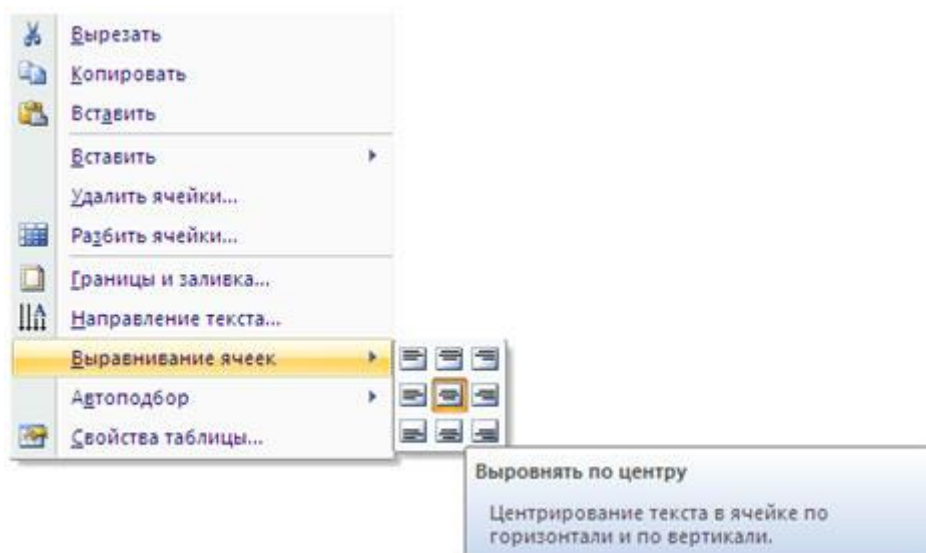 Вырезать
Копировать
Вставить
Вставить
Удалить ячейки...
Разбить ячейки...
Границы и заливка...
Направление текста...
Выравнивание ячеек
Автоподбор
Свойства таблицы...
Выровнять по центру
Центрирование текста в ячейке по
горизонтали и по вертикали.